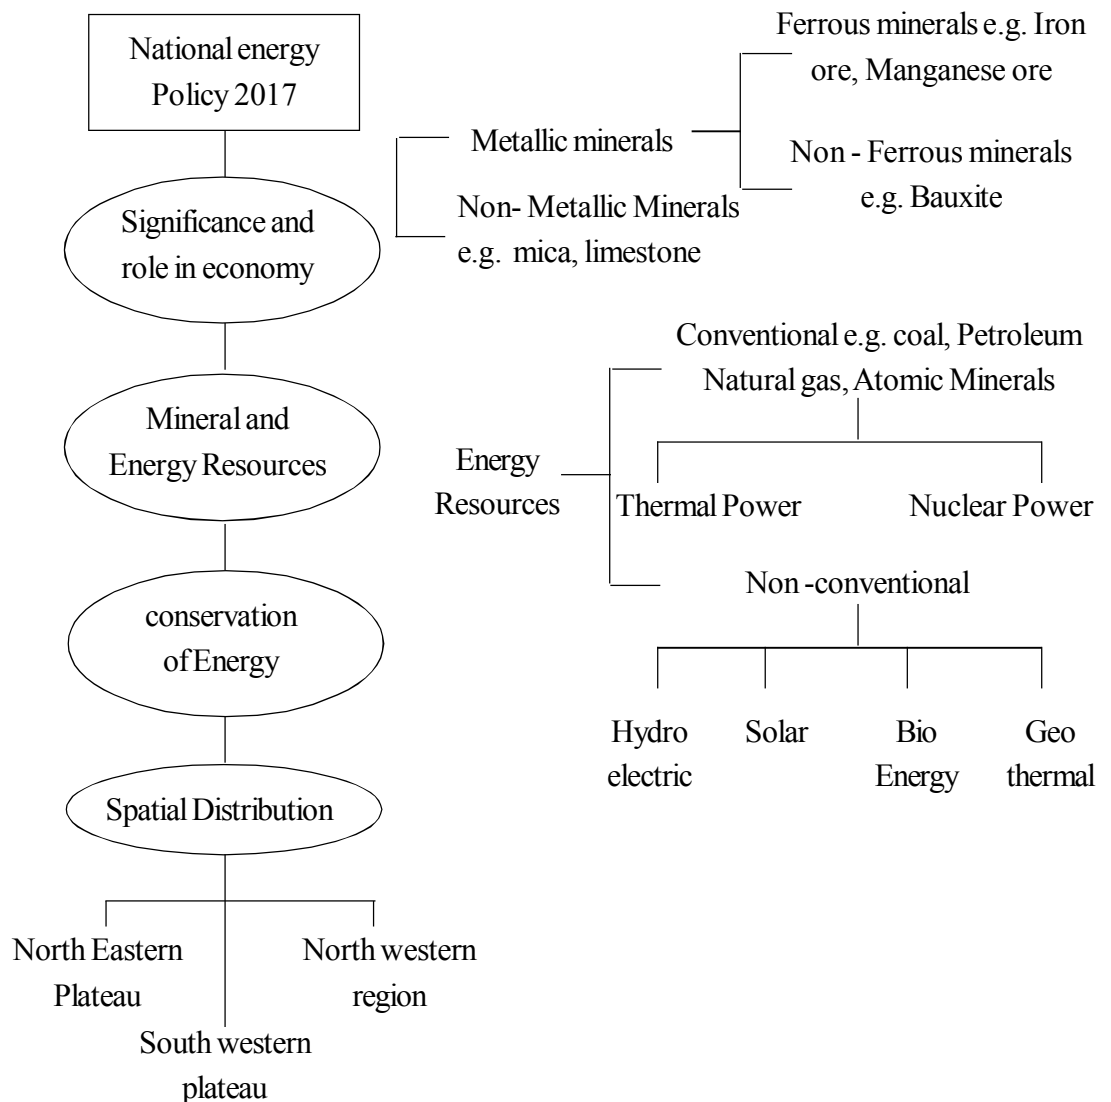 National energy
Policy 2017
Significance and
role in economy
Mineral and
Energy Resources
conservation
of Energy
Spatial Distribution
North Eastern
Plateau
South western
plateau
North western
region
Metallic minerals
Non- Metallic Minerals
e.g. mica, limestone
Ferrous minerals e.g. Iron
ore, Manganese ore
Non - Ferrous minerals
e.g. Bauxite
Energy
Resources
Conventional e.g. coal, Petroleum
Natural gas, Atomic Minerals
Thermal Power
Nuclear Power
Non -conventional
Hydro
electric
Solar
Bio
Energy
Geo
thermal